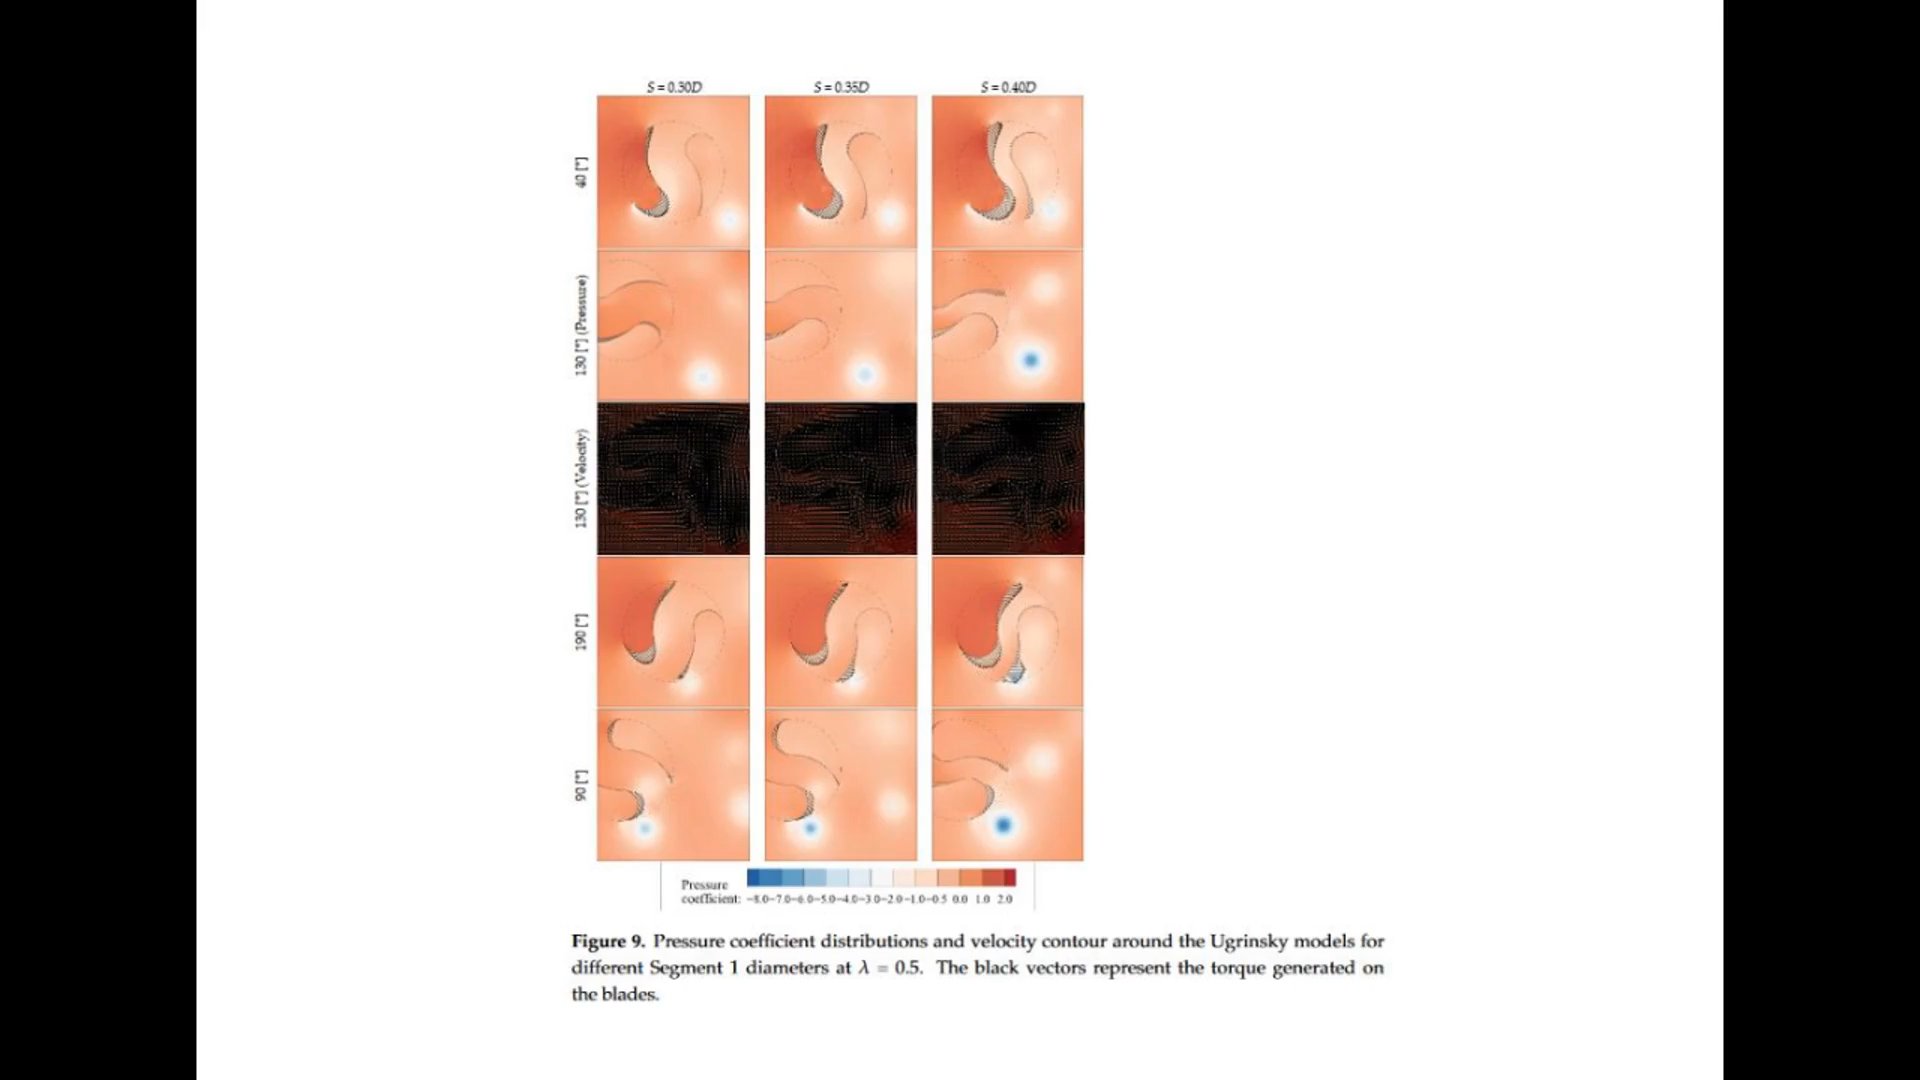 S = 0.30D S = 0.35D S = 0.40D
40 [°]
130 [°] (Pressure)
130 [°] (Velocity)
190 [°]
90 [°]
Pressure
coefficient: −8.0−7.0−6.0−5.0−4.0−3.0−2.0−1.0−0.5 0.0 1.0 2.0
Figure 9. Pressure coefficient distributions and velocity contour around the Ugrinsky models for
different Segment 1 diameters at λ = 0.5. The black vectors represent the torque generated on
the blades.